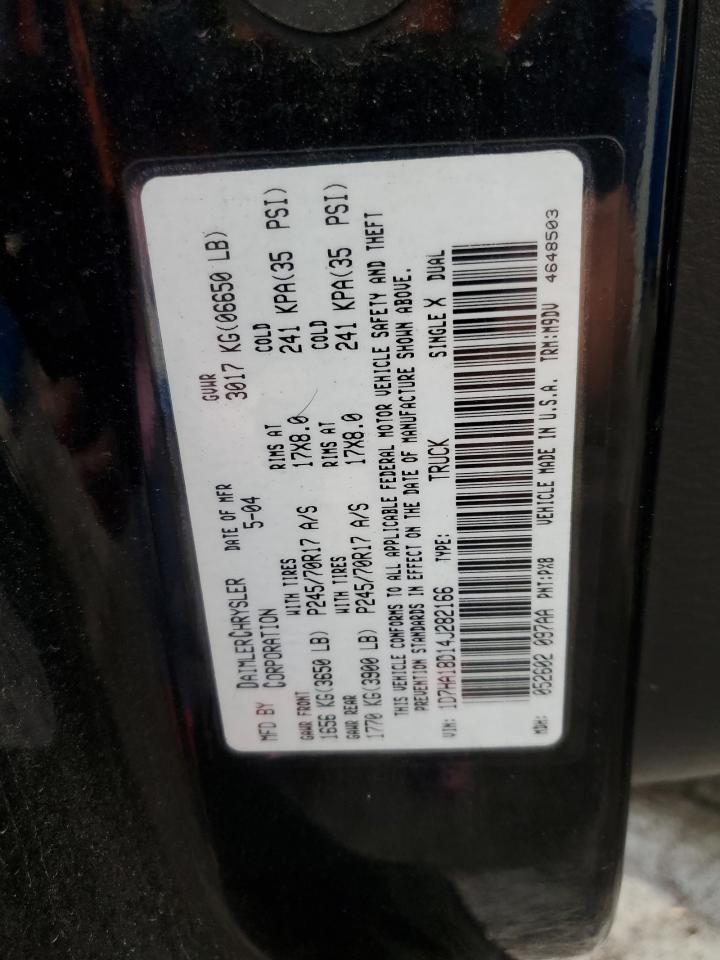 MFD BY DAIMLERCHRYSLER CORPORATION DATE OF MFR 5-04 GVWR 3017 KG(06650 LB)
GAWR FRONT WITH TIRES RIMS AT COLD
1656 KG(3650 LB) P245/70R17 A/S 17X8.0 241 KPA(35 PSI)
GAWR REAR WITH TIRES RIMS AT COLD
1770 KG(3900 LB) P245/70R17 A/S 17X8.0 241 KPA(35 PSI)
THIS VEHICLE CONFORMS TO ALL APPLICABLE FEDERAL MOTOR VEHICLE SAFETY AND THEFT
PREVENTION STANDARDS IN EFFECT ON THE DATE OF MANUFACTURE SHOWN ABOVE.
VIN: 1D7HA18D14J282166 TYPE: TRUCK SINGLE X DUAL
MDH: 052602 097AA PNT:PX8 VEHICLE MADE IN U.S.A. TRM:M9DV 4648503